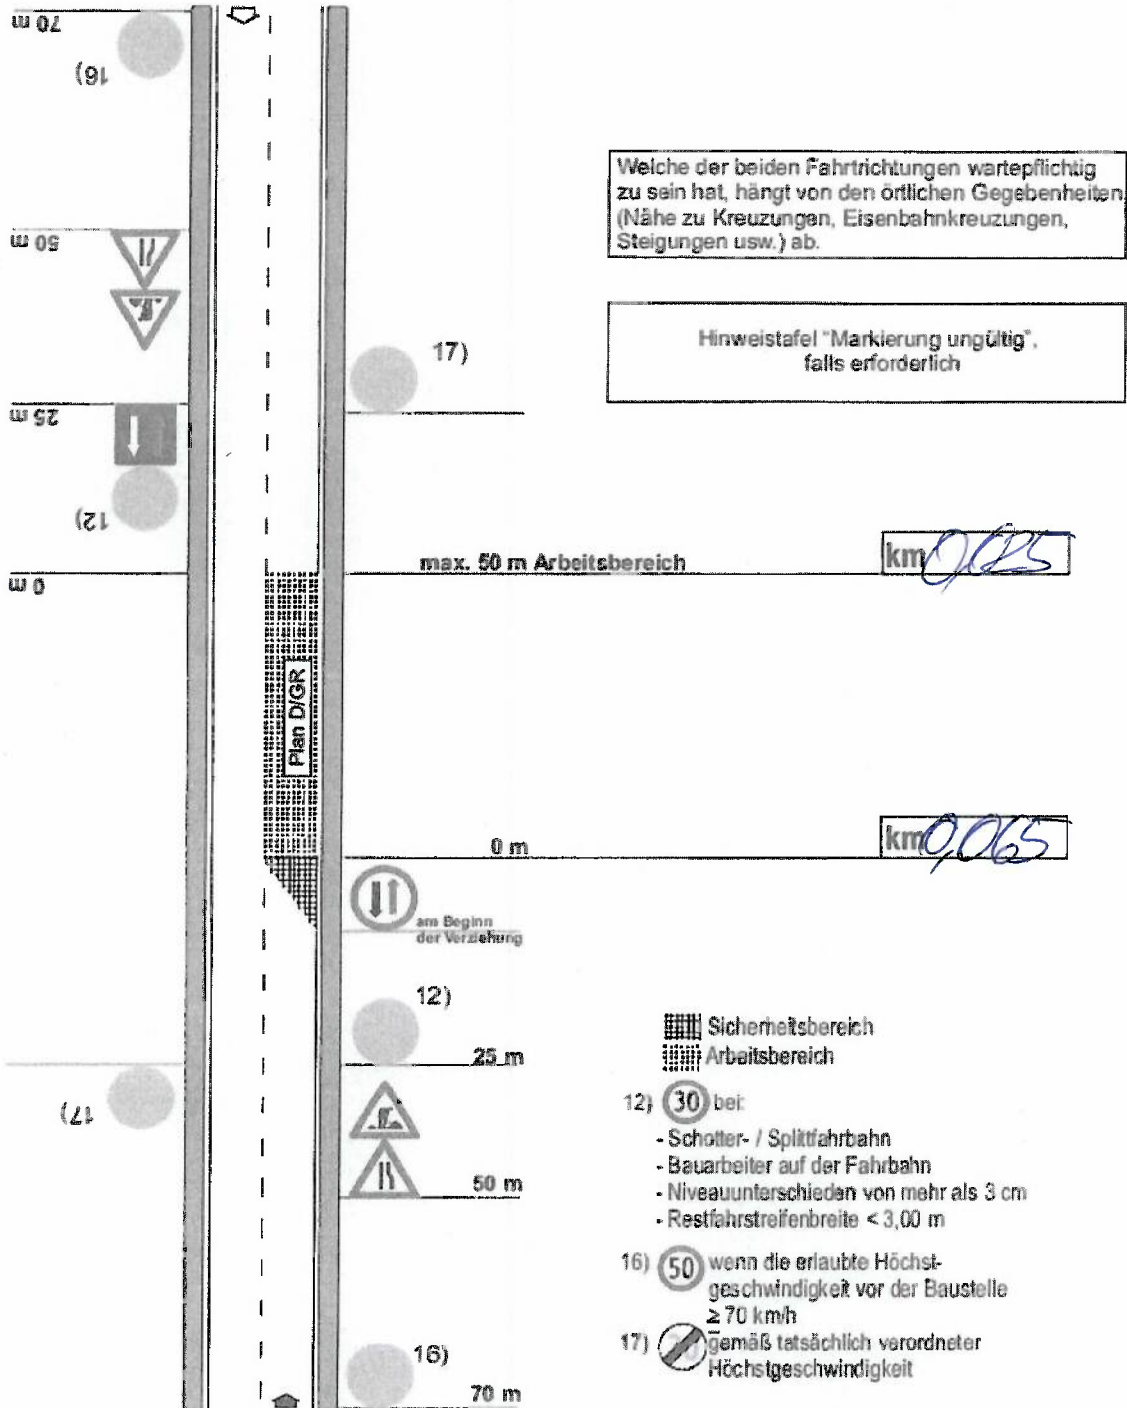 70 m
16)
Welche der beiden Fahrtrichtungen wartepflichtig
zu sein hat, hängt von den örtlichen Gegebenheiten
(Nähe zu Kreuzungen, Eisenbahnkreuzungen,
Steigungen usw.) ab.
50 m
Hinweistafel "Markierung ungültig",
falls erforderlich
17)
25 m
12)
max. 50 m Arbeitsbereich
km 0,025
0 m
Plan D/GR
0 m
km 0,065
am Beginn
der Verziehung
12)
25 m
17)
50 m
Sicherheitsbereich
Arbeitsbereich
12) 30 bei:
- Schotter- / Splittfahrbahn
- Bauarbeiter auf der Fahrbahn
- Niveauunterschieden von mehr als 3 cm
- Restfahrstreifenbreite < 3,00 m
16) 50 wenn die erlaubte Höchst-
geschwindigkeit vor der Baustelle
≥ 70 km/h
17) gemäß tatsächlich verordneter
Höchstgeschwindigkeit
16)
70 m